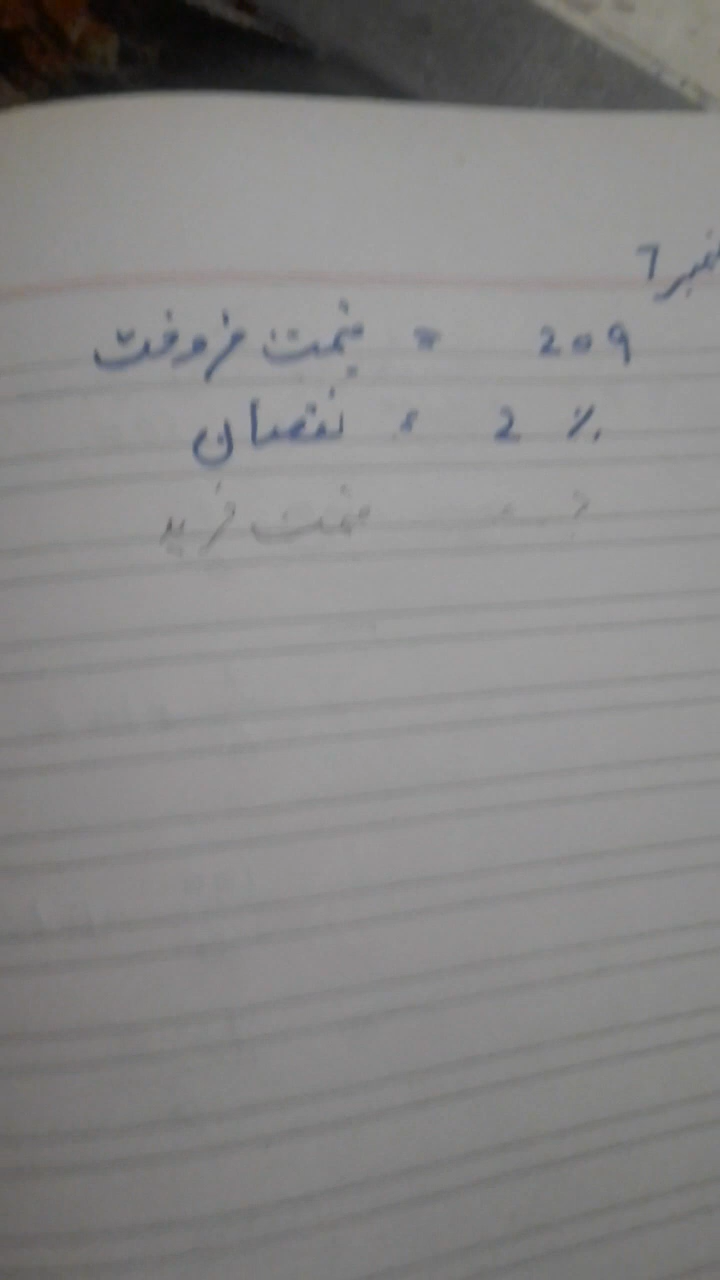 نمبر 7
قیمت فروخت = 209
نقصان = 2 %
قیمت خرید = ?